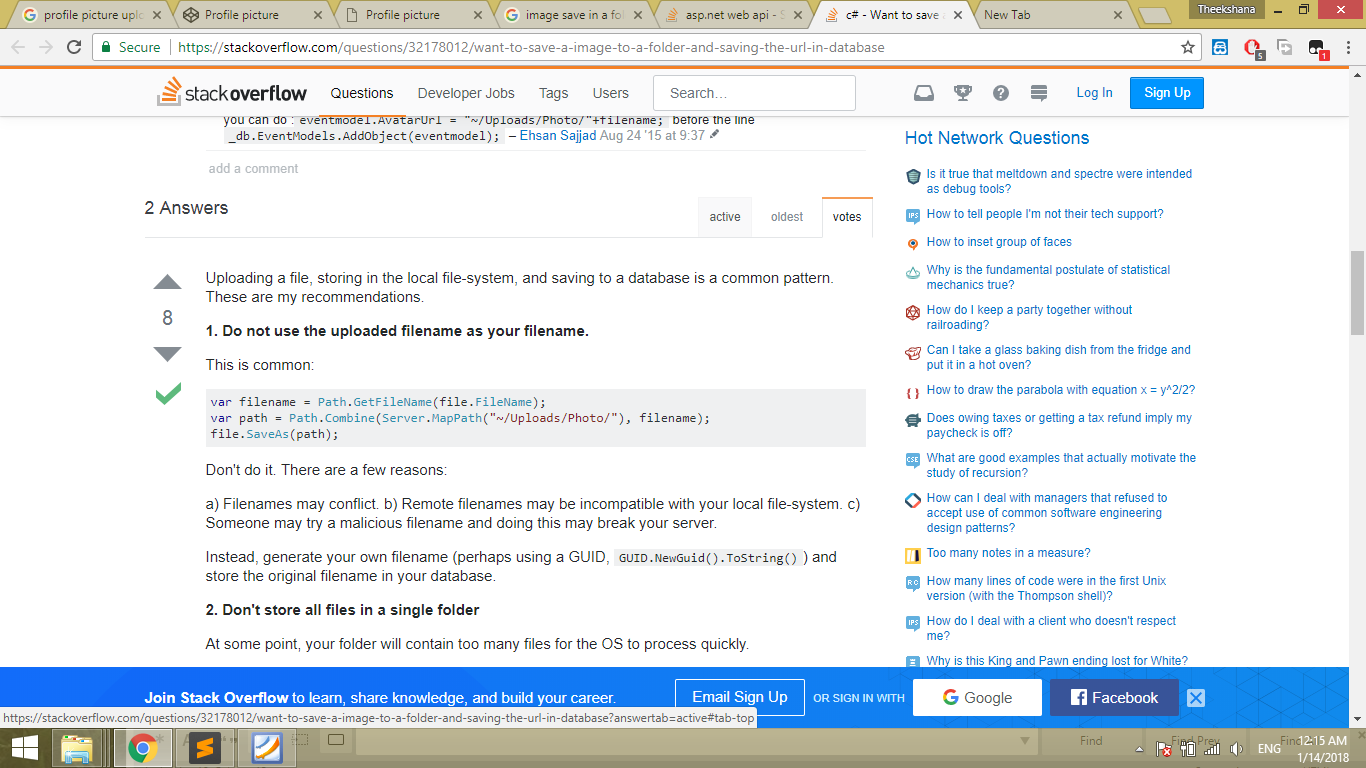 profile picture upl
Profile picture
Profile picture
image save in a fol
asp.net web api - S
c# - Want to save a
New Tab
Theekshana
Secure
https://stackoverflow.com/questions/32178012/want-to-save-a-image-to-a-folder-and-saving-the-url-in-database
5
1
stackoverflow
Questions
Developer Jobs
Tags
Users
Search...
Log In
Sign Up
you can do : eventmodel.AvatarUrl = "~/Uploads/Photo/"+filename; before the line
_db.EventModels.AddObject(eventmodel); – Ehsan Sajjad Aug 24 '15 at 9:37
add a comment
2 Answers
active
oldest
votes
8
Uploading a file, storing in the local file-system, and saving to a database is a common pattern.
These are my recommendations.
1. Do not use the uploaded filename as your filename.
This is common:
var filename = Path.GetFileName(file.FileName);
var path = Path.Combine(Server.MapPath("~/Uploads/Photo/"), filename);
file.SaveAs(path);
Don't do it. There are a few reasons:
a) Filenames may conflict. b) Remote filenames may be incompatible with your local file-system. c)
Someone may try a malicious filename and doing this may break your server.
Instead, generate your own filename (perhaps using a GUID, GUID.NewGuid().ToString() ) and
store the original filename in your database.
2. Don't store all files in a single folder
At some point, your folder will contain too many files for the OS to process quickly.
Hot Network Questions
Is it true that meltdown and spectre were intended
as debug tools?
IPS
How to tell people I'm not their tech support?
How to inset group of faces
Why is the fundamental postulate of statistical
mechanics true?
How do I keep a party together without
railroading?
Can I take a glass baking dish from the fridge and
put it in a hot oven?
How to draw the parabola with equation x = y^2/2?
Does owing taxes or getting a tax refund imply my
paycheck is off?
CSE
What are good examples that actually motivate the
study of recursion?
How can I deal with managers that refused to
accept use of common software engineering
design patterns?
Too many notes in a measure?
RC
How many lines of code were in the first Unix
version (with the Thompson shell)?
IPS
How do I deal with a client who doesn't respect
me?
Why is this King and Pawn ending lost for White?
Join Stack Overflow to learn, share knowledge, and build your career.
Email Sign Up
OR SIGN IN WITH
Google
Facebook
https://stackoverflow.com/questions/32178012/want-to-save-a-image-to-a-folder-and-saving-the-url-in-database?answertab=active#tab-top
Find
Find Prev
ENG
12:15 AM
1/14/2018